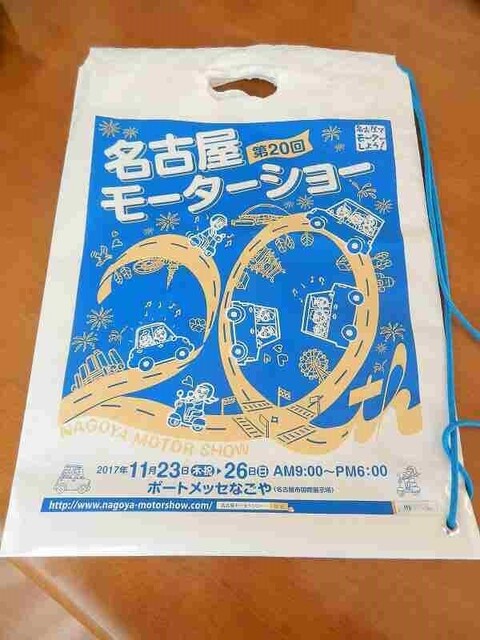 名古屋で
モーター
しよう!
名古屋 第20回
モーターショー
20th
NAGOYA MOTOR SHOW
2017年11月23日(木・祝)▶26日(日) AM9:00〜PM6:00
ポートメッセなごや(名古屋市国際展示場)
http://www.nagoya-motorshow.com/